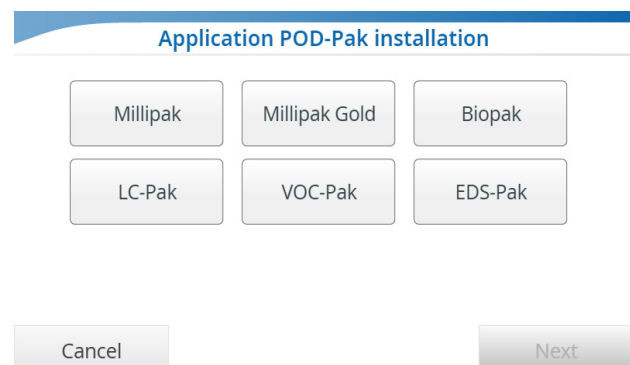 Application POD-Pak installation
Millipak Millipak Gold Biopak
LC-Pak VOC-Pak EDS-Pak
Cancel Next